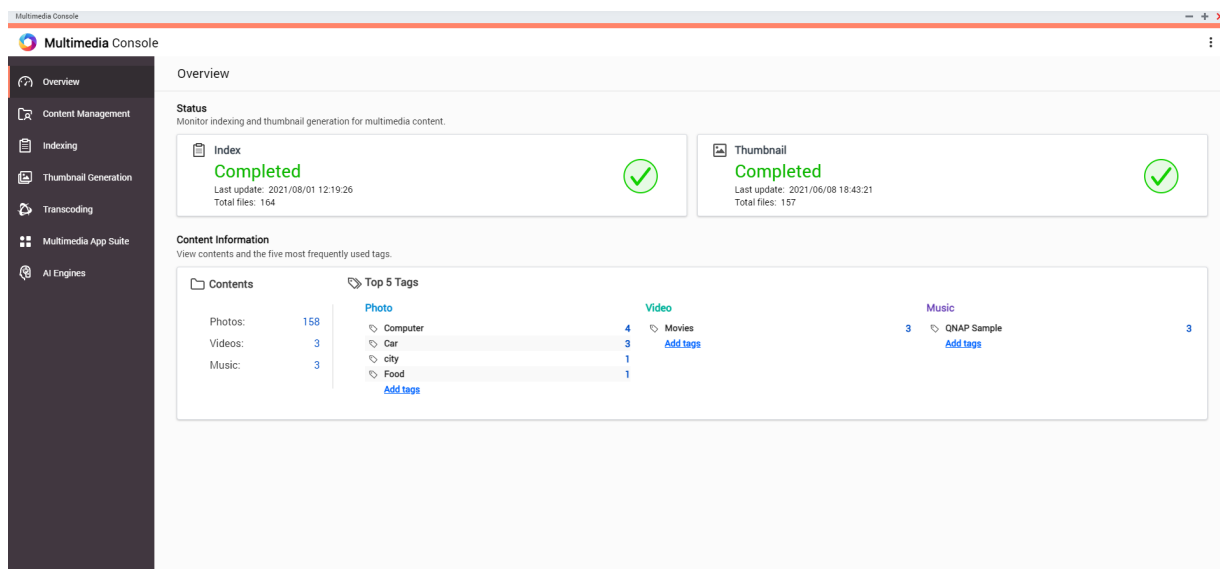 Multimedia Console
Multimedia Console
Overview
Content Management
Indexing
Thumbnail Generation
Transcoding
Multimedia App Suite
AI Engines
Overview
Status
Monitor indexing and thumbnail generation for multimedia content.
Index
Completed
Last update: 2021/08/01 12:19:26
Total files: 164
Thumbnail
Completed
Last update: 2021/06/08 18:43:21
Total files: 157
Content Information
View contents and the five most frequently used tags.
Contents
Photos: 158
Videos: 3
Music: 3
Top 5 Tags
Photo
Computer 4
Car 3
city 1
Food 1
Add tags
Video
Movies 3
Add tags
Music
QNAP Sample 3
Add tags